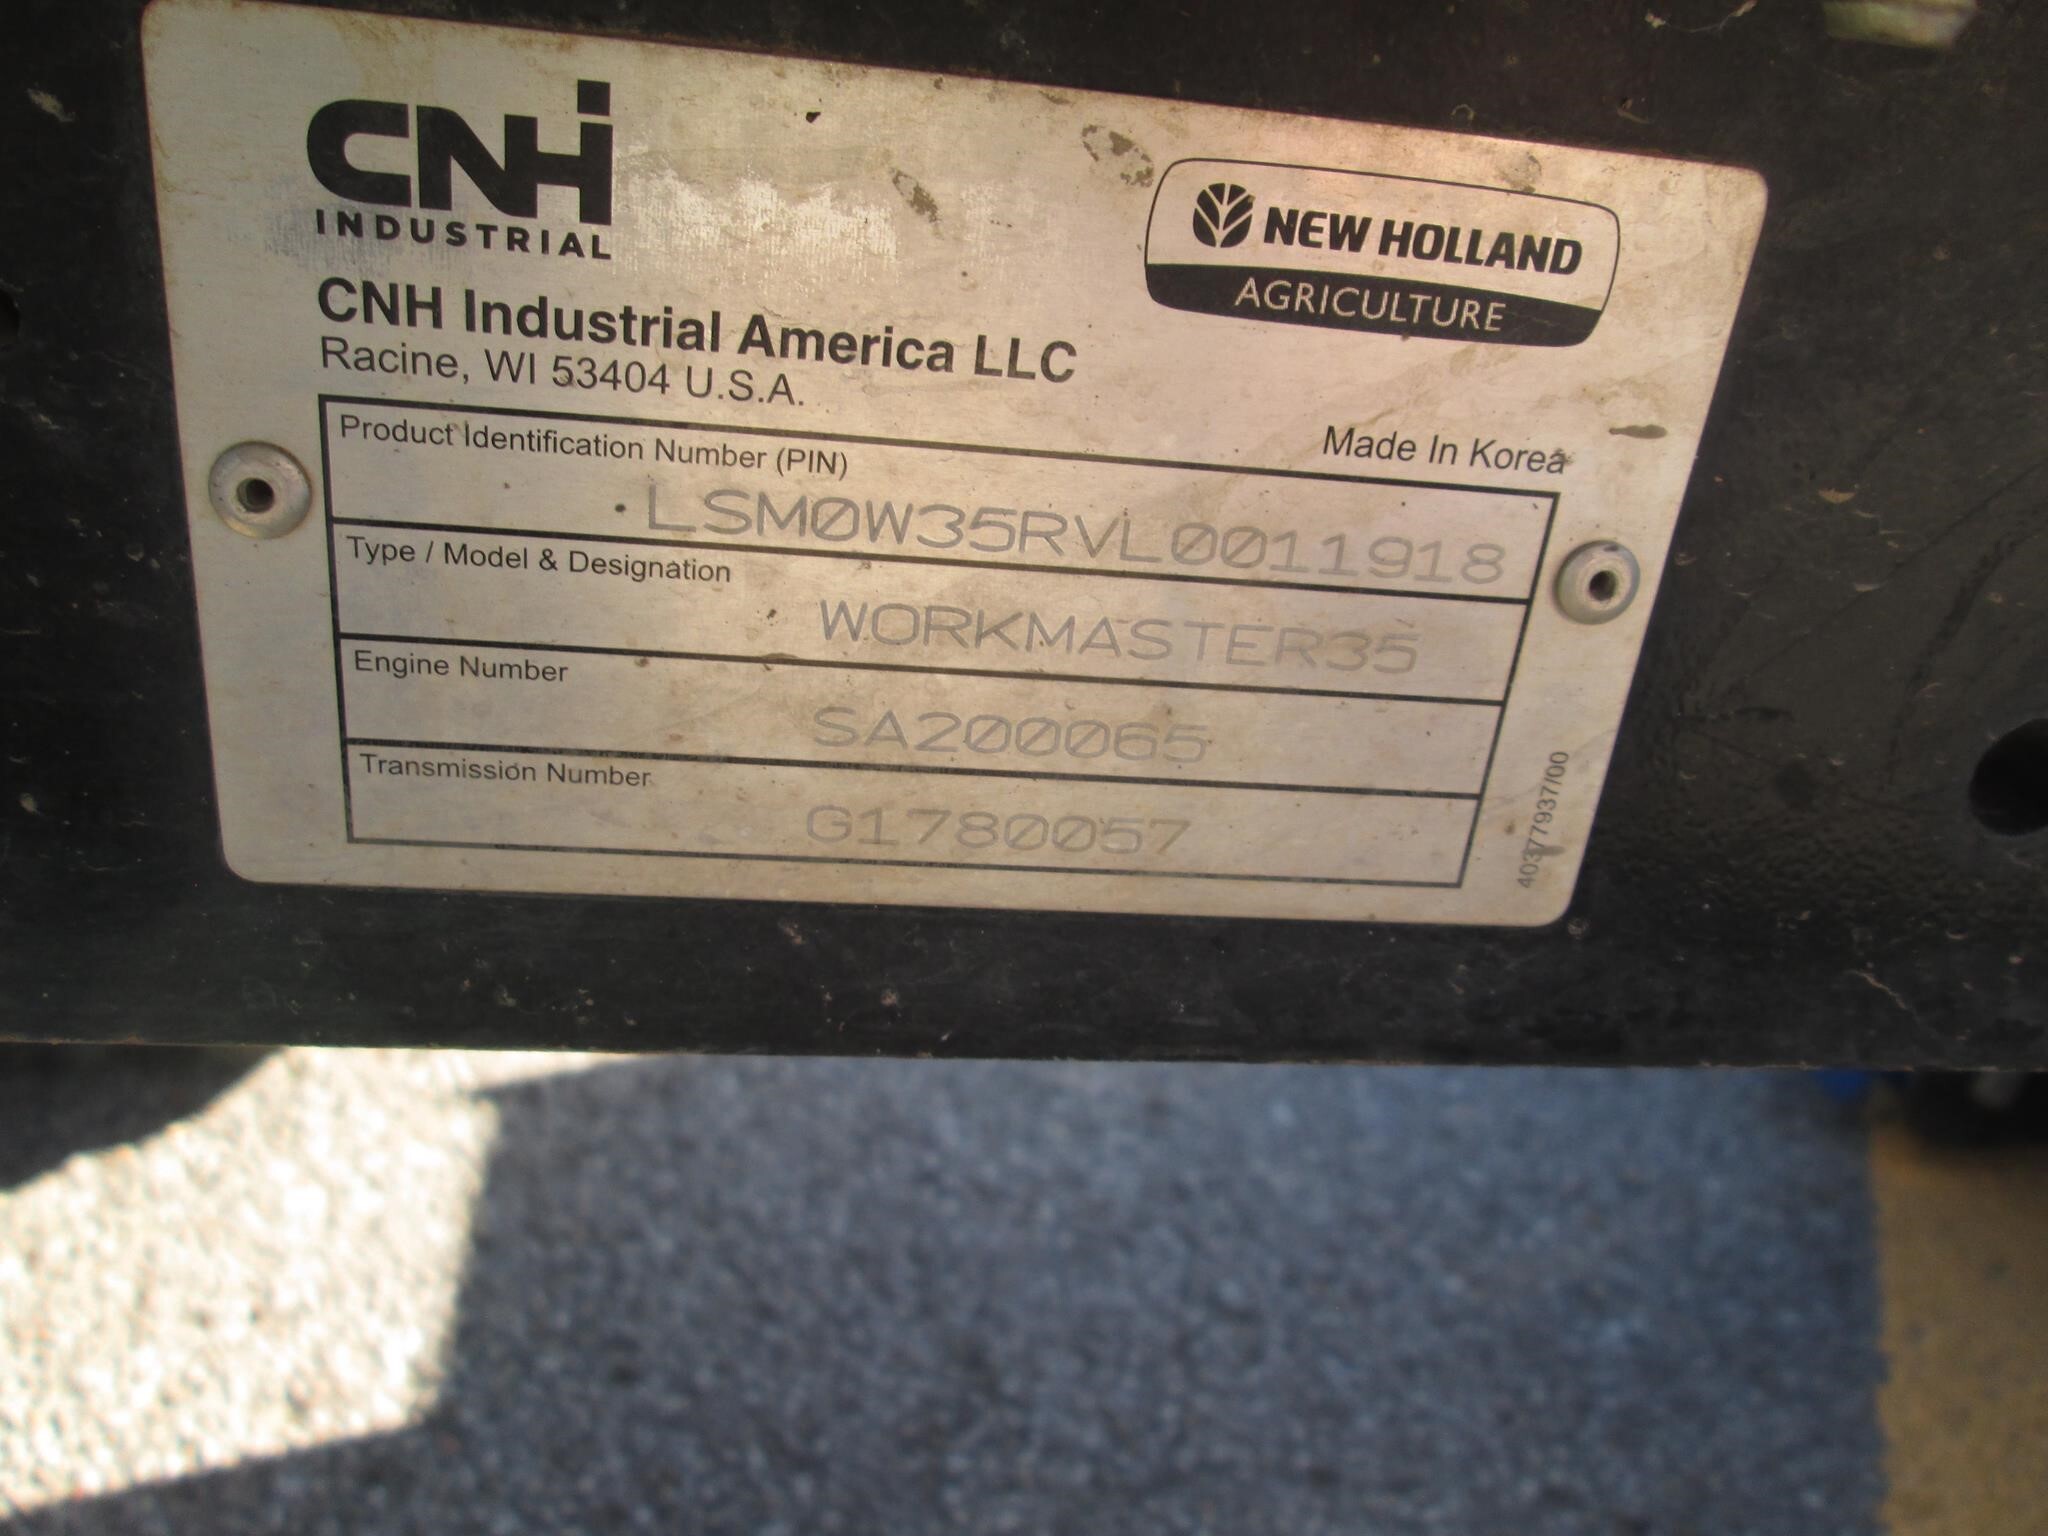 CNH
INDUSTRIAL
NEW HOLLAND
AGRICULTURE
CNH Industrial America LLC
Racine, WI 53404 U.S.A.
Made In Korea
Product Identification Number (PIN)
LSM0W35RVL0011918
Type / Model & Designation
WORKMASTER35
Engine Number
SA200065
Transmission Number
G1780057
40377937/00